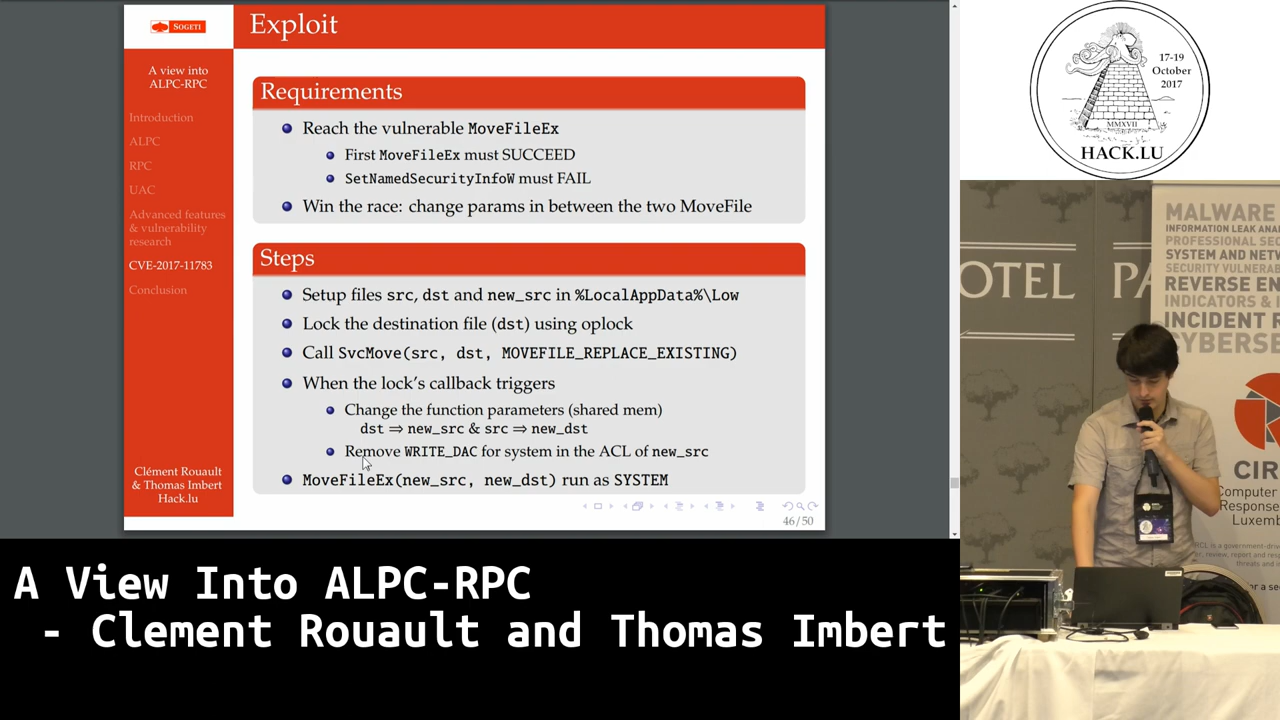 SOGETI
Exploit
A view into
ALPC-RPC
Introduction
ALPC
RPC
UAC
Advanced features
& vulnerability
research
CVE-2017-11783
Conclusion
Clément Rouault
& Thomas Imbert
Hack.lu
Requirements
Reach the vulnerable MoveFileEx
First MoveFileEx must SUCCEED
SetNamedSecurityInfoW must FAIL
Win the race: change params in between the two MoveFile
Steps
Setup files src, dst and new_src in %LocalAppData%\Low
Lock the destination file (dst) using oplock
Call SvcMove(src, dst, MOVEFILE_REPLACE_EXISTING)
When the lock's callback triggers
Change the function parameters (shared mem)
dst ⇒ new_src & src ⇒ new_dst
Remove WRITE_DAC for system in the ACL of new_src
MoveFileEx(new_src, new_dst) run as SYSTEM
46/50
17-19
October
2017
MMXVII
HACK.LU
MALWARE
INFORMATION LEAK ANA
PROFESSIONAL SEC
SYSTEM AND NETW
SECURITY VULNERAB
REVERSE EN
INDICATORS &
INCIDENT R
CYBERSE
OTEL PA
CIR
Computer
Response
Luxem
A View Into ALPC-RPC
- Clement Rouault and Thomas Imbert